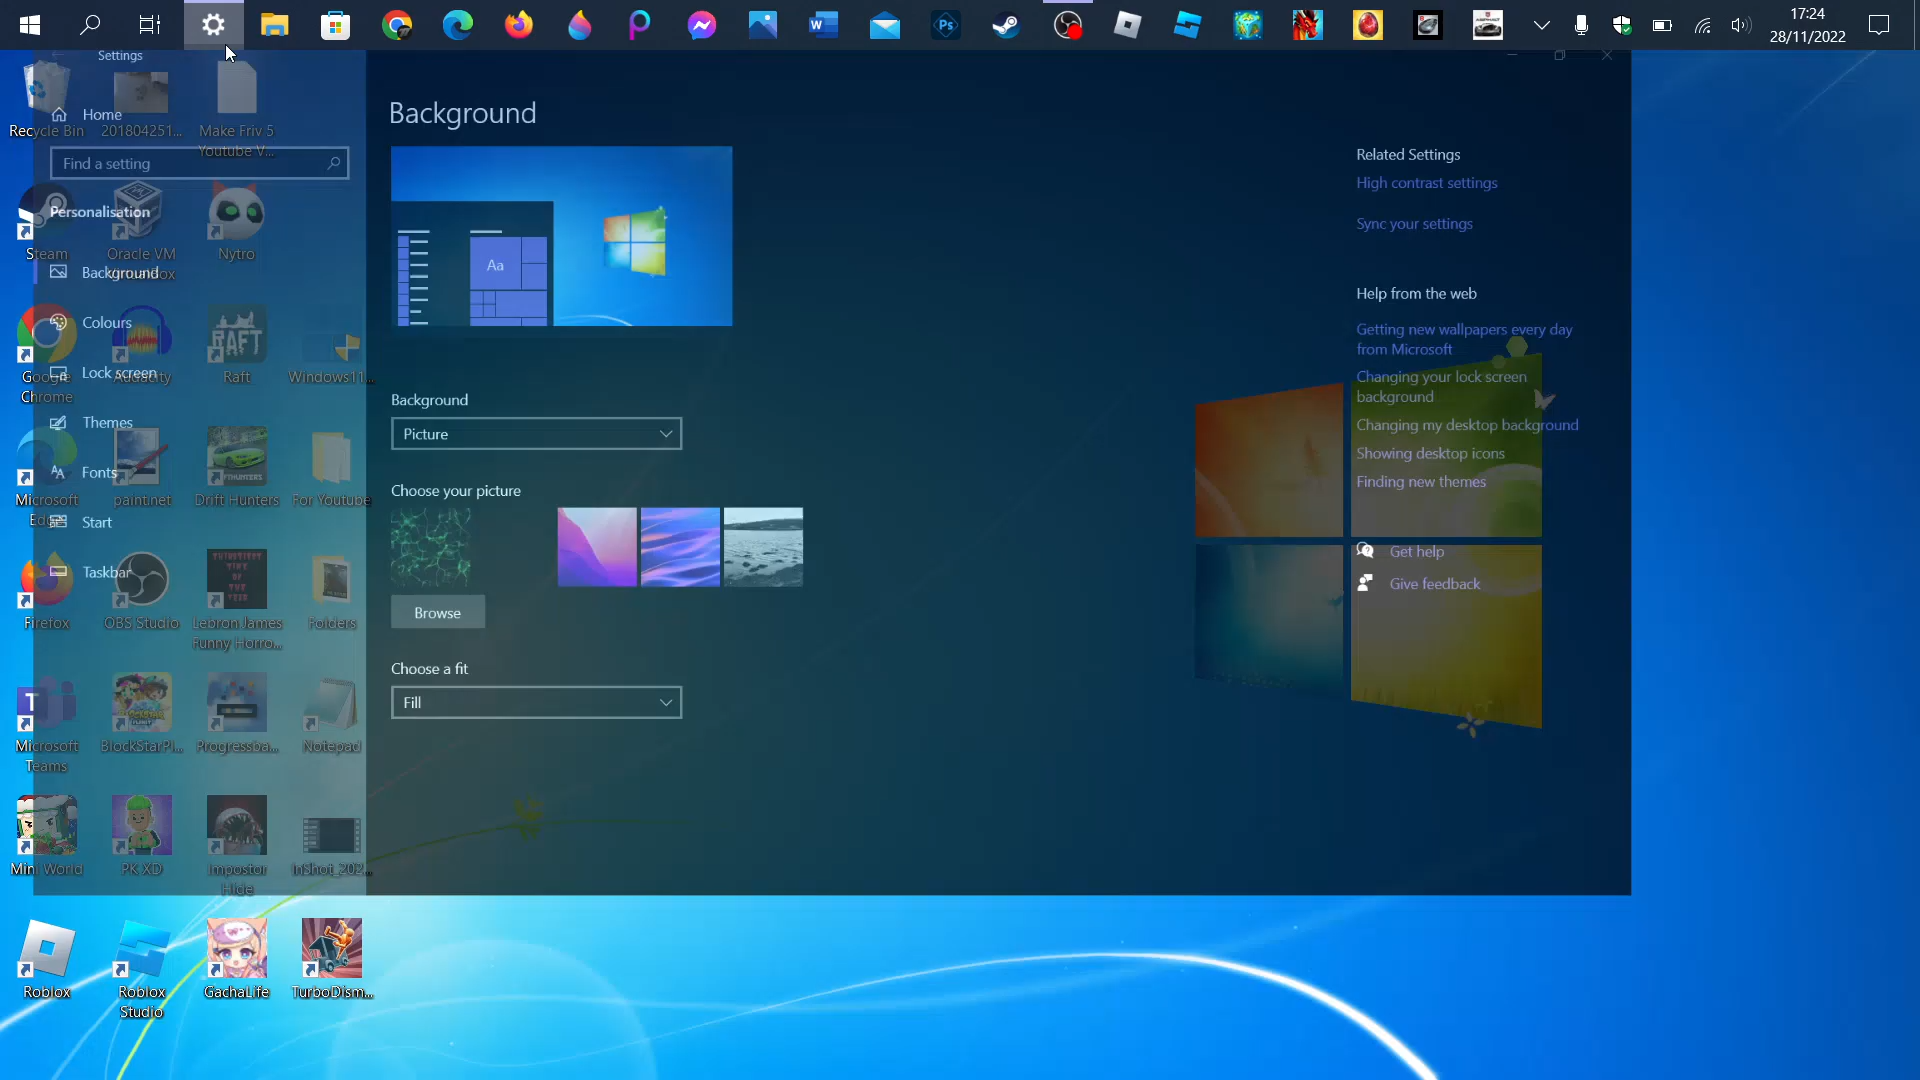 17:24
28/11/2022
Settings
Home
Find a setting
Personalisation
Background
Colours
Lock screen
Themes
Fonts
Start
Taskbar
Recycle Bin
201804251...
Make Friv 5
Youtube V...
Steam
Oracle VM
VirtualBox
Nytro
Google
Chrome
Audacity
Raft
Windows11...
Microsoft
Edge
paint.net
Drift Hunters
For Youtube
Firefox
OBS Studio
Lebron James
Funny Horro...
Folders
Microsoft
Teams
BlockStarPl...
Progressba...
Notepad
Mini World
PK XD
Impostor
Hide
InShot_202...
Roblox
Roblox
Studio
GachaLife
TurboDism...
Background
Aa
Background
Picture
Choose your picture
Browse
Choose a fit
Fill
Related Settings
High contrast settings
Sync your settings
Help from the web
Getting new wallpapers every day
from Microsoft
Changing your lock screen
background
Changing my desktop background
Showing desktop icons
Finding new themes
Get help
Give feedback